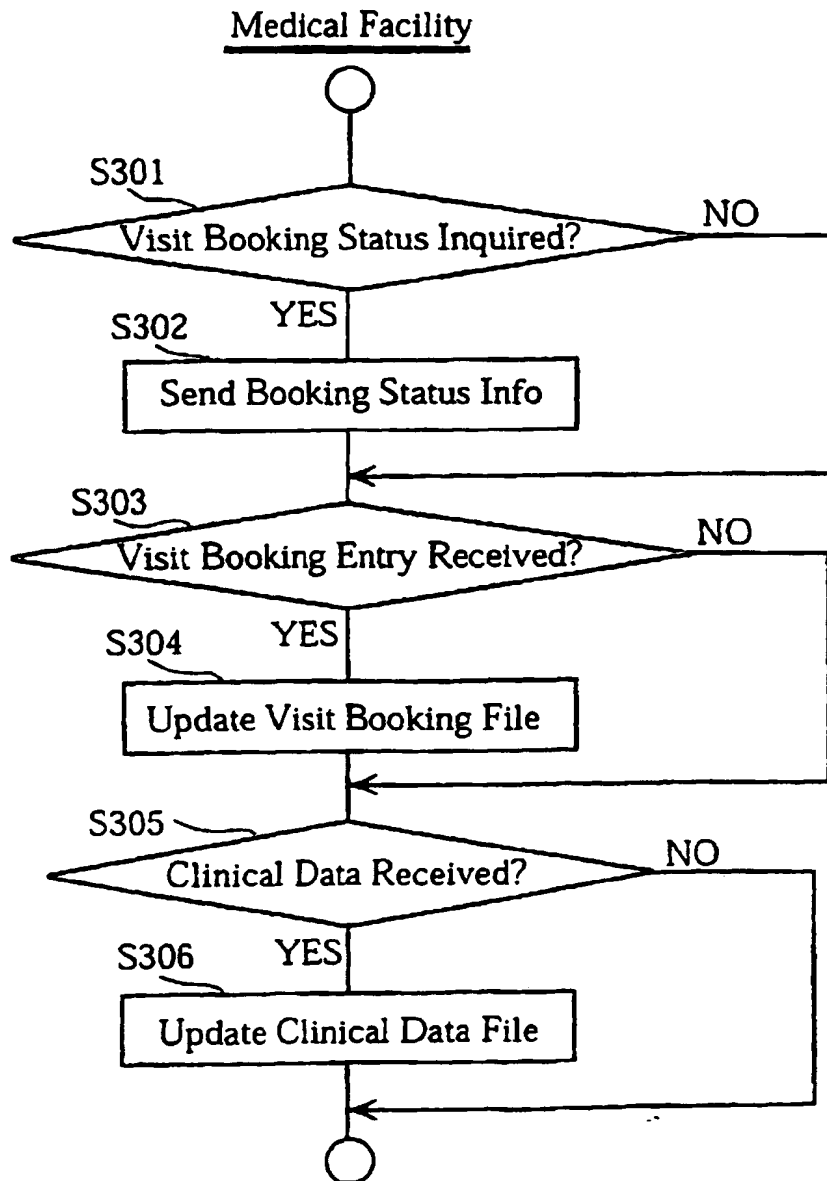 Medical Facility
S301
Visit Booking Status Inquired?
NO
YES
S302
Send Booking Status Info
S303
Visit Booking Entry Received?
NO
YES
S304
Update Visit Booking File
S305
Clinical Data Received?
NO
YES
S306
Update Clinical Data File